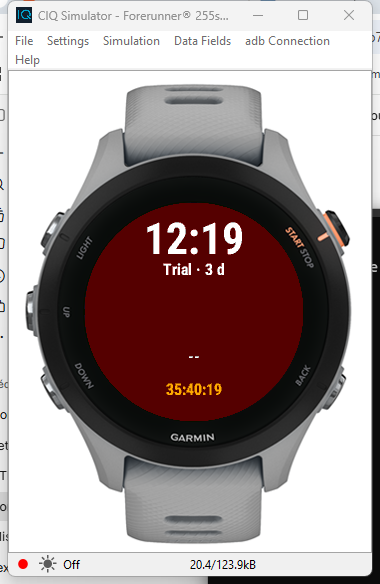 CIQ Simulator - Forerunner® 255s...
File Settings Simulation Data Fields adb Connection
Help
12:19
Trial · 3 d
--
35:40:19
LIGHT
UP
DOWN
START STOP
BACK
GARMIN
Off
20.4/123.9kB